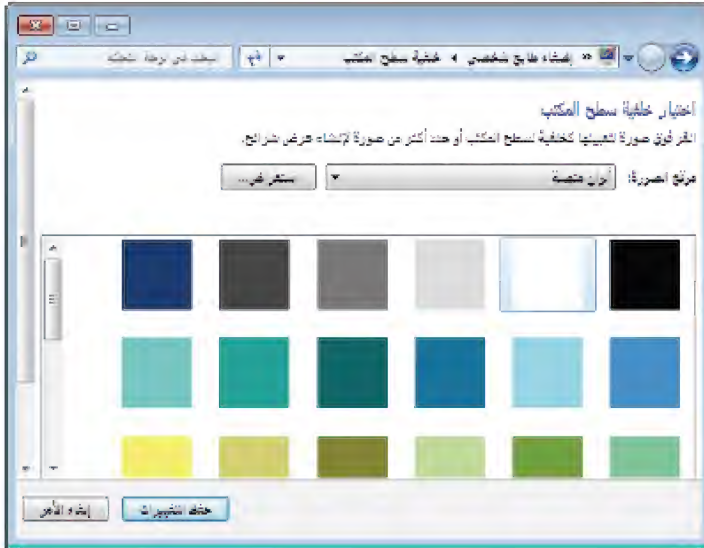 » إضفاء طابع شخصي ‹ خلفية سطح المكتب
بحث في لوحة التحكم
اختيار خلفية سطح المكتب
انقر فوق صورة لتعيينها كخلفية لسطح المكتب أو حدد أكثر من صورة لإنشاء عرض شرائح.
موقع الصورة: ألوان مصمتة
استعراض...
حفظ التغييرات
إلغاء الأمر